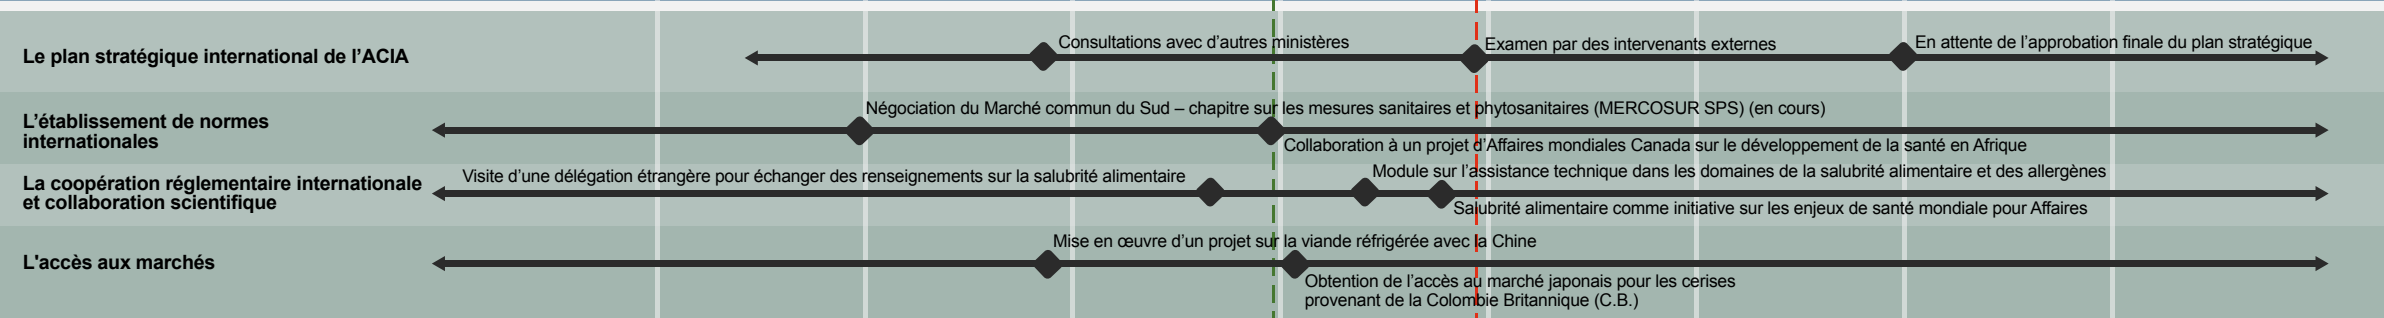 Le plan stratégique international de l’ACIA
Consultations avec d’autres ministères
Examen par des intervenants externes
En attente de l’approbation finale du plan stratégique
L’établissement de normes
internationales
Négociation du Marché commun du Sud – chapitre sur les mesures sanitaires et phytosanitaires (MERCOSUR SPS) (en cours)
Collaboration à un projet d’Affaires mondiales Canada sur le développement de la santé en Afrique
La coopération réglementaire internationale
et collaboration scientifique
Visite d’une délégation étrangère pour échanger des renseignements sur la salubrité alimentaire
Module sur l’assistance technique dans les domaines de la salubrité alimentaire et des allergènes
Salubrité alimentaire comme initiative sur les enjeux de santé mondiale pour Affaires
L'accès aux marchés
Mise en œuvre d’un projet sur la viande réfrigérée avec la Chine
Obtention de l’accès au marché japonais pour les cerises
provenant de la Colombie Britannique (C.B.)